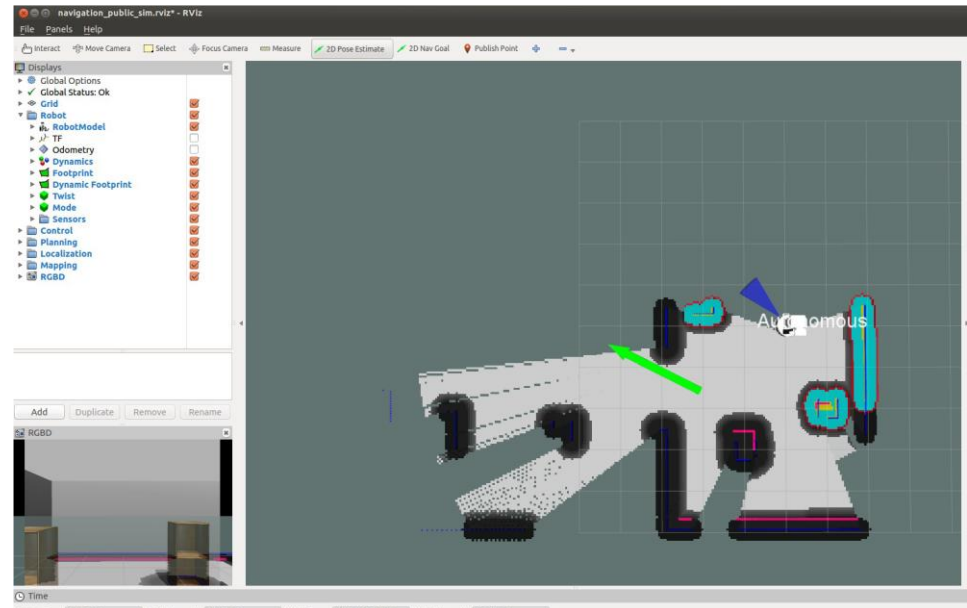 navigation_public_sim.rviz* - RViz
File Panels Help
Interact Move Camera Select Focus Camera Measure 2D Pose Estimate 2D Nav Goal Publish Point
Displays
Global Options
Global Status: Ok
Grid
Robot
RobotModel
TF
Odometry
Dynamics
Footprint
Dynamic Footprint
Twist
Mode
Sensors
Control
Planning
Localization
Mapping
RGBD
Autonomous
Add Duplicate Remove Rename
RGBD
Time